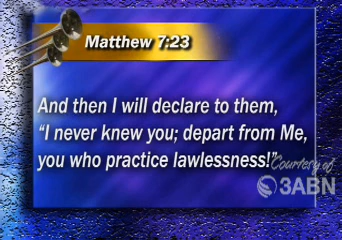 Matthew 7:23
And then I will declare to them,
“I never knew you; depart from Me,
you who practice lawlessness!”
Courtesy of
3ABN